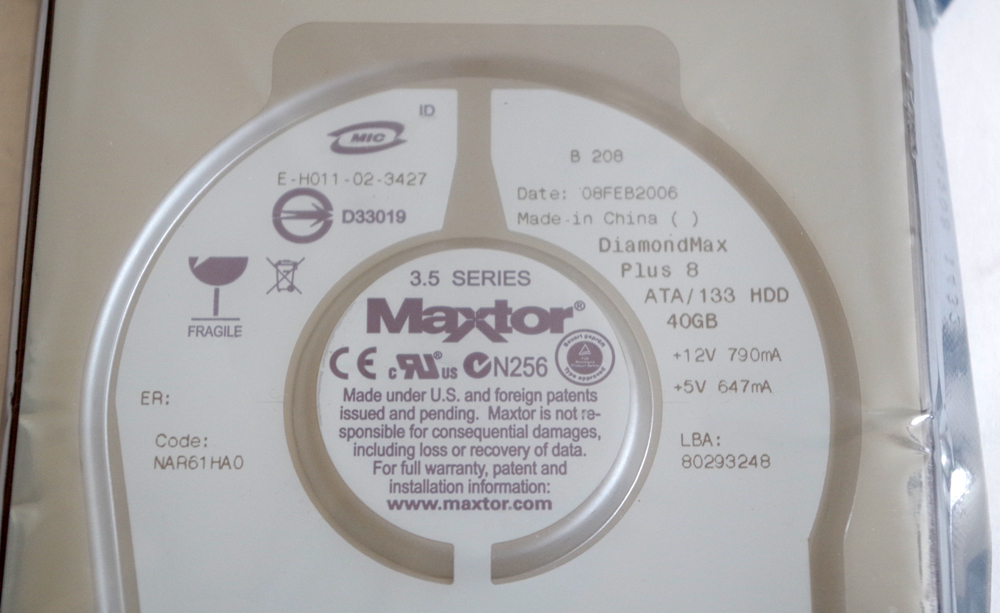 ID
MIC
E-H011-02-3427
D33019
FRAGILE
ER:
Code:
NAR61HA0
3.5 SERIES
Maxtor®
CE c RU® us N256
Made under U.S. and foreign patents
issued and pending. Maxtor is not re-
sponsible for consequential damages,
including loss or recovery of data.
For full warranty, patent and
installation information:
www.maxtor.com
B 208
Date: 08FEB2006
Made in China ( )
DiamondMax
Plus 8
ATA/133 HDD
40GB
+12V 790mA
+5V 647mA
LBA:
80293248